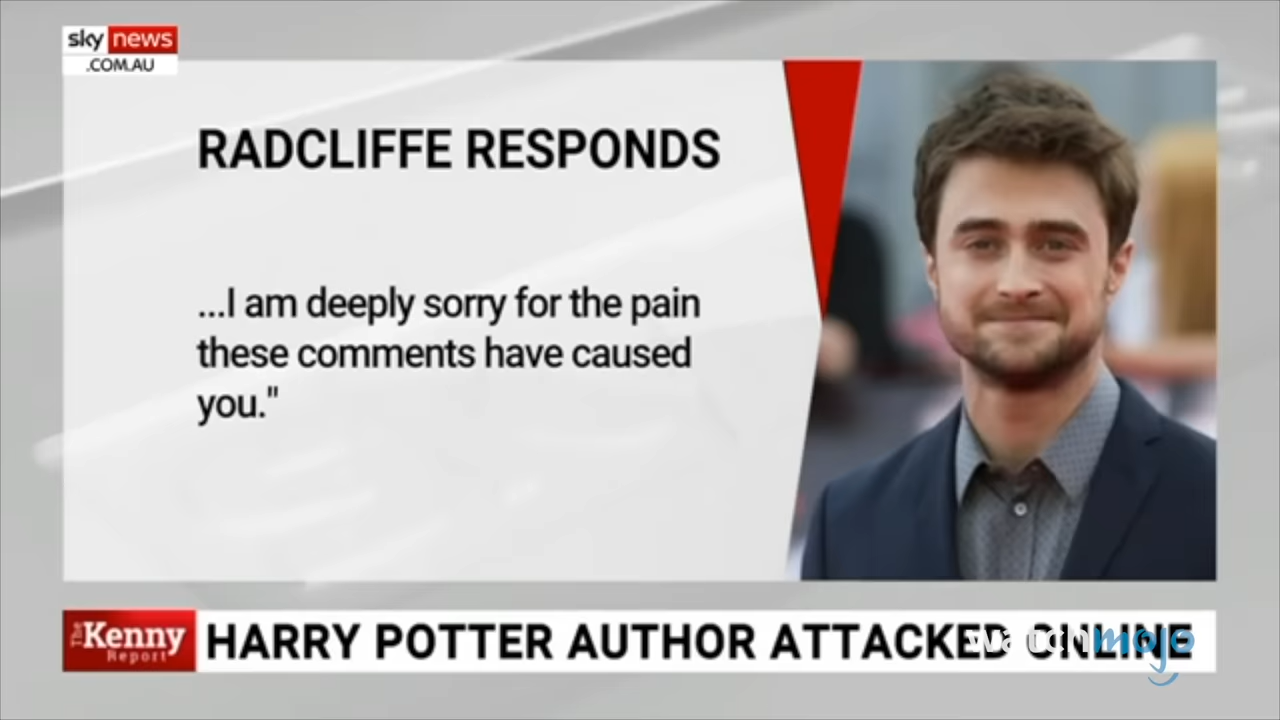 sky news
.COM.AU
RADCLIFFE RESPONDS
...I am deeply sorry for the pain
these comments have caused
you."
The Kenny Report
HARRY POTTER AUTHOR ATTACKED ONLINE
watchmojo